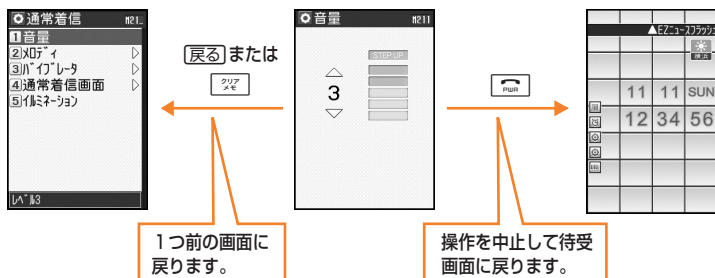 通常着信 M21_
1音量
2メロディ
3バイブレータ
4通常着信画面
5イルミネーション
レベル3
戻るまたは
クリア
メモ
1つ前の画面に
戻ります。
音量 M211
STEP UP
3
PWR
操作を中止して待受
画面に戻ります。
▲EZニュースフラッシュ
横浜
11 11 SUN
12 34 56